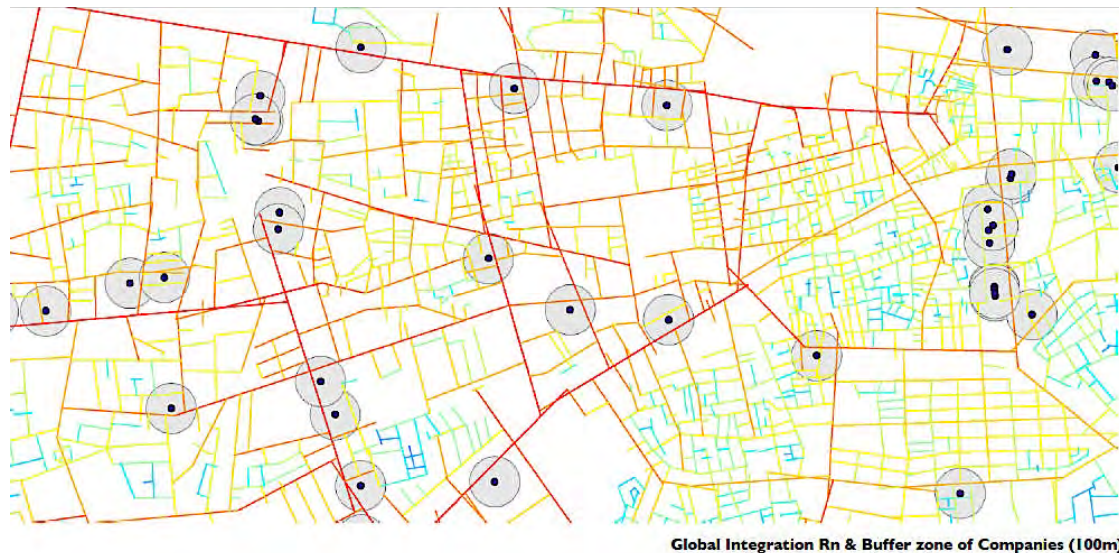 Global Integration Rn & Buffer zone of Companies (100m